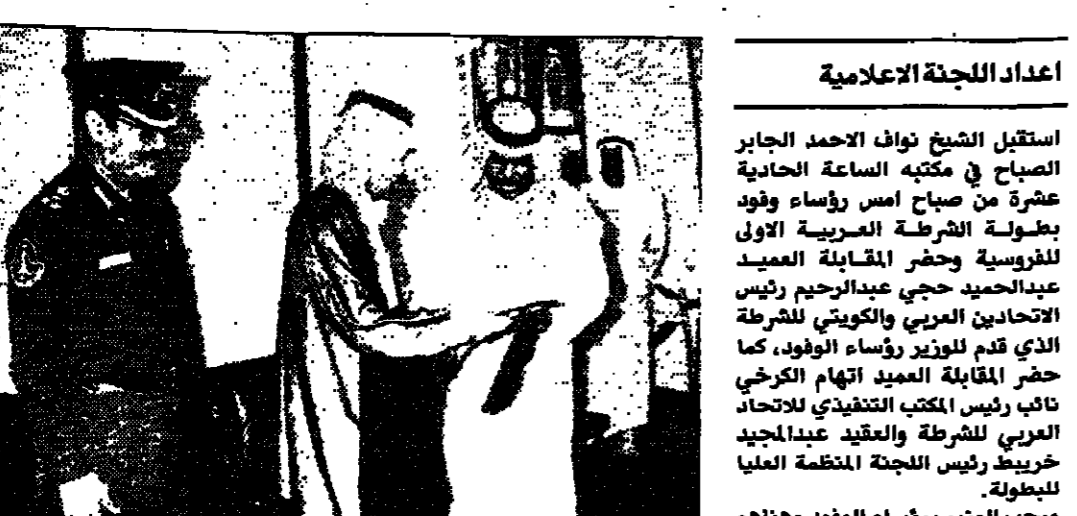 اعداد اللجنة الاعلامية
استقبل الشيخ نواف الاحمد الجابر
الصباح في مكتبه الساعة الحادية
عشرة من صباح امس رؤساء وفود
بطولة الشرطة العربية الاولى
للفروسية وحضر المقابلة العميد
عبدالحميد حجي عبدالرحيم رئيس
الاتحادين العربي والكويتي للشرطة
الذي قدم للوزير رؤساء الوفود، كما
حضر المقابلة العميد اتهام الكرخي
نائب رئيس المكتب التنفيذي للاتحاد
العربي للشرطة والعقيد عبدالمجيد
خريبط رئيس اللجنة المنظمة العليا
للبطولة.